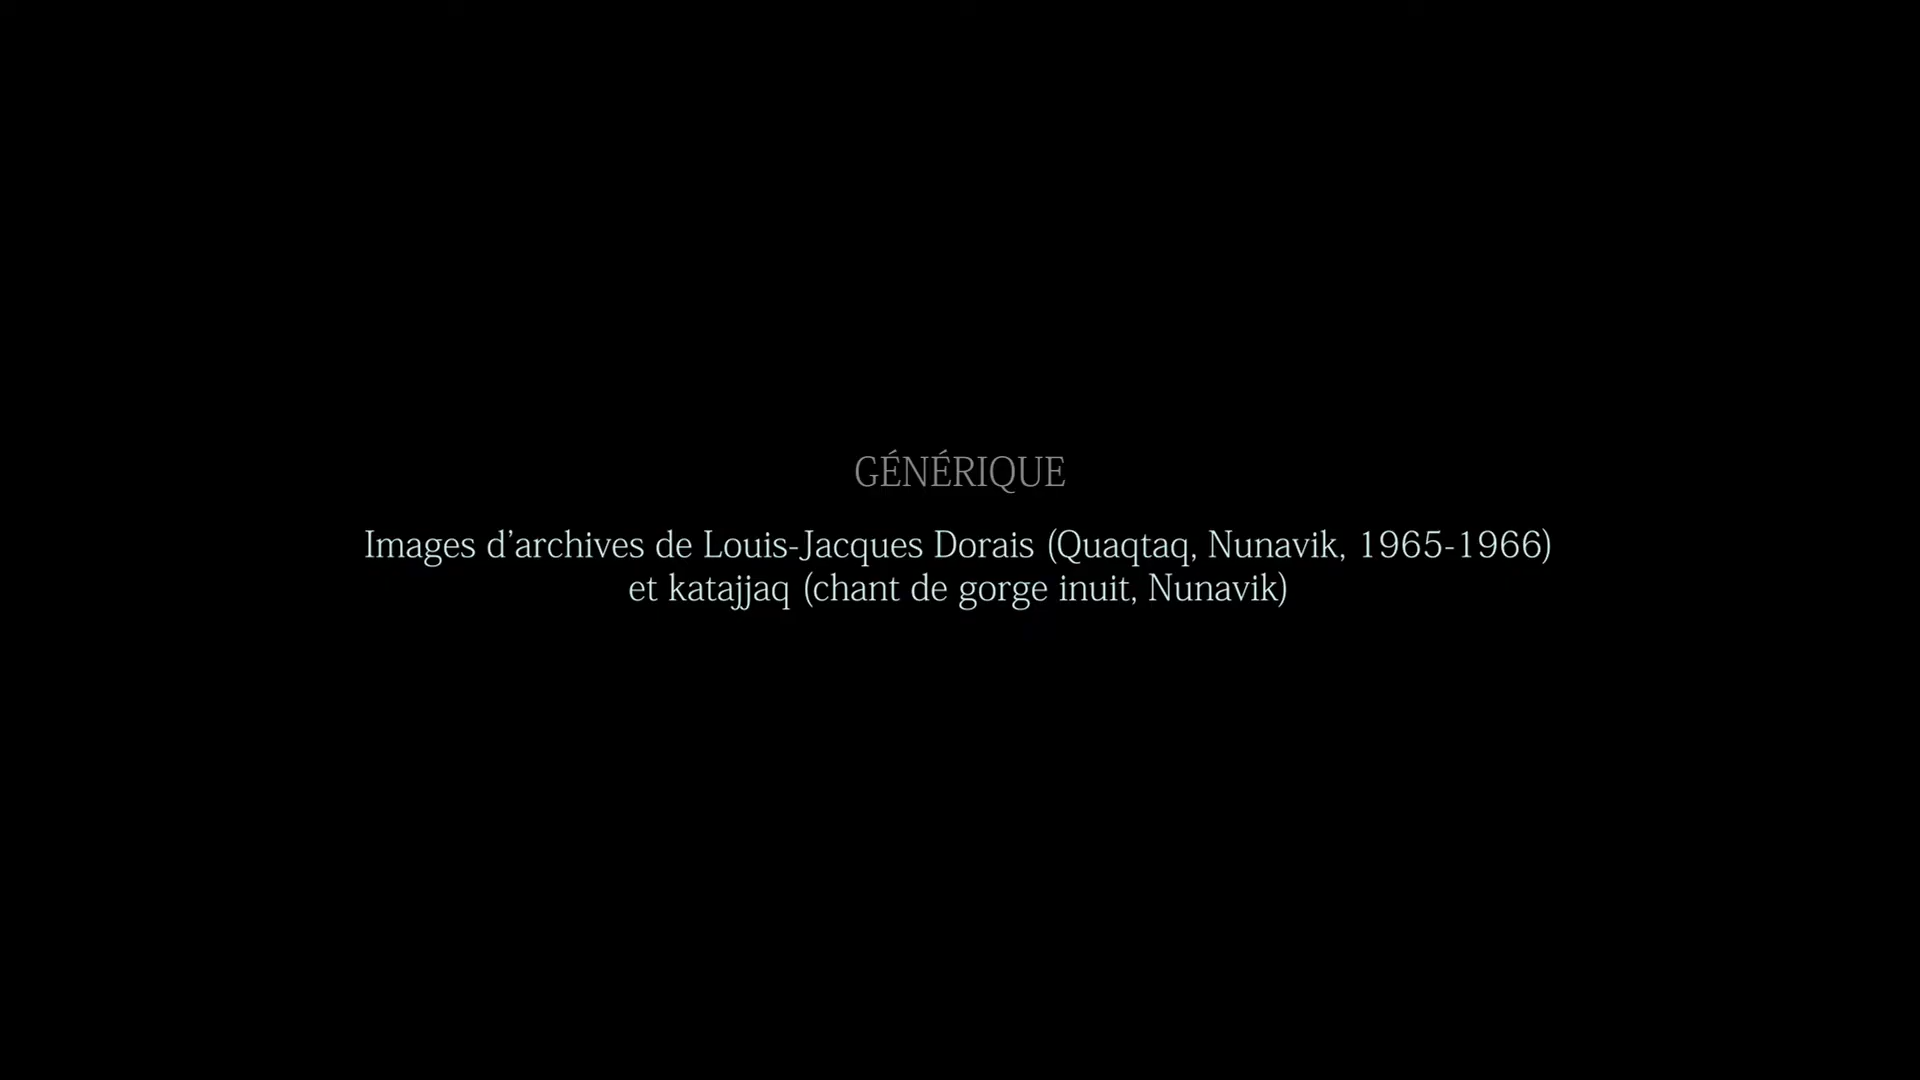 GÉNÉRIQUE
Images d’archives de Louis-Jacques Dorais (Quaqtaq, Nunavik, 1965-1966)
et katajjaq (chant de gorge inuit, Nunavik)